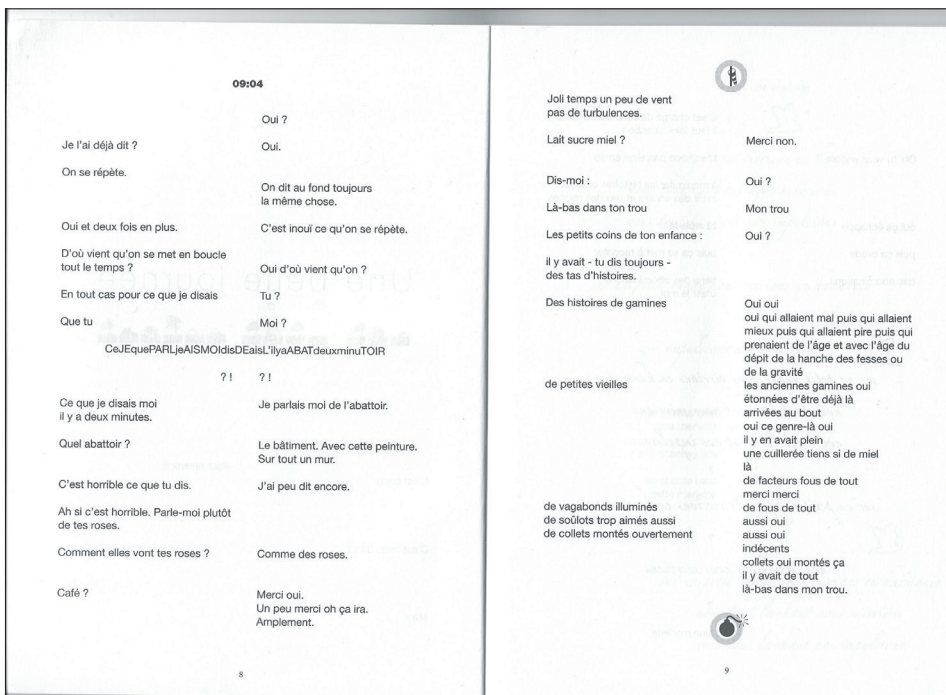 09:04
Oui ?
Je l'ai déjà dit ?
Oui.
On se répète.
On dit au fond toujours
la même chose.
Oui et deux fois en plus.
C'est inouï ce qu'on se répète.
D'où vient qu'on se met en boucle
tout le temps ?
Oui d'où vient qu'on ?
En tout cas pour ce que je disais
Tu ?
Que tu
Moi ?
CeJEquePARLjeAISMOIdisDEaisL'ilyaABATdeuxminuTOIR
? !
? !
Ce que je disais moi
il y a deux minutes.
Je parlais moi de l'abattoir.
Quel abattoir ?
Le bâtiment. Avec cette peinture.
Sur tout un mur.
C'est horrible ce que tu dis.
J'ai peu dit encore.
Ah si c'est horrible. Parle-moi plutôt
de tes roses.
Comment elles vont tes roses ?
Comme des roses.
Café ?
Merci oui.
Un peu merci oh ça ira.
Amplement.
8
Joli temps un peu de vent
pas de turbulences.
Lait sucre miel ?
Merci non.
Dis-moi :
Oui ?
Là-bas dans ton trou
Mon trou
Les petits coins de ton enfance :
Oui ?
il y avait - tu dis toujours -
des tas d'histoires.
Des histoires de gamines
Oui oui
oui qui allaient mal puis qui allaient
mieux puis qui allaient pire puis qui
prenaient de l'âge et avec l'âge du
dépit de la hanche des fesses ou
de la gravité
de petites vieilles
les anciennes gamines oui
étonnées d'être déjà là
arrivées au bout
oui ce genre-là oui
il y en avait plein
une cuillerée tiens si de miel
là
de facteurs fous de tout
merci merci
de vagabonds illuminés
de fous de tout
de soûlots trop aimés aussi
aussi oui
de collets montés ouvertement
aussi oui
indécents
collets oui montés ça
il y avait de tout
là-bas dans mon trou.
9